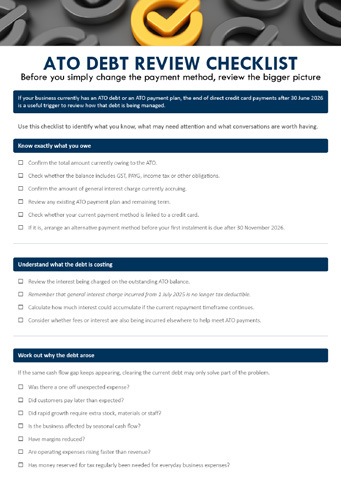 ATO DEBT REVIEW CHECKLIST
Before you simply change the payment method, review the bigger picture
If your business currently has an ATO debt or an ATO payment plan, the end of direct credit card payments after 30 June 2026
is a useful trigger to review how that debt is being managed.
Use this checklist to identify what you know, what may need attention and what conversations are worth having.
Know exactly what you owe
☐ Confirm the total amount currently owing to the ATO.
☐ Check whether the balance includes GST, PAYG, income tax or other obligations.
☐ Confirm the amount of general interest charge currently accruing.
☐ Review any existing ATO payment plan and remaining term.
☐ Check whether your current payment method is linked to a credit card.
☐ If it is, arrange an alternative payment method before your first instalment is due after 30 November 2026.
Understand what the debt is costing
☐ Review the interest being charged on the outstanding ATO balance.
☐ Remember that general interest charge incurred from 1 July 2025 is no longer tax deductible.
☐ Calculate how much interest could accumulate if the current repayment timeframe continues.
☐ Consider whether fees or interest are also being incurred elsewhere to help meet ATO payments.
Work out why the debt arose
If the same cash flow gap keeps appearing, clearing the current debt may only solve part of the problem.
☐ Was there a one off unexpected expense?
☐ Did customers pay later than expected?
☐ Did rapid growth require extra stock, materials or staff?
☐ Is the business affected by seasonal cash flow?
☐ Have margins reduced?
☐ Are operating expenses rising faster than revenue?
☐ Has money reserved for tax regularly been needed for everyday business expenses?